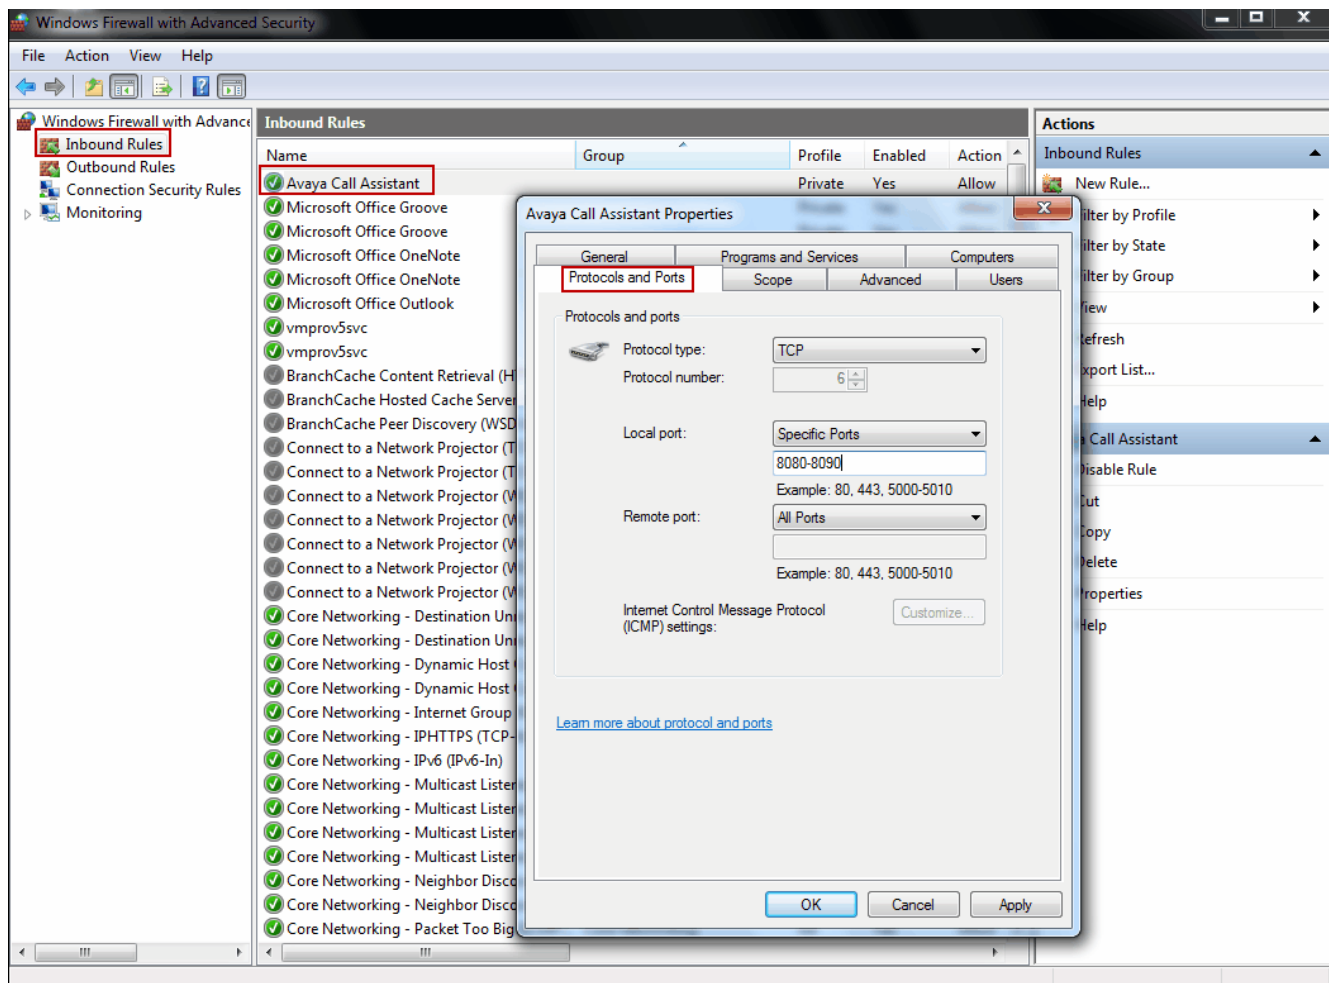 Windows Firewall with Advanced Security
File Action View Help
Windows Firewall with Advance
Inbound Rules
Outbound Rules
Connection Security Rules
Monitoring
Inbound Rules
Name Group Profile Enabled Action
Avaya Call Assistant Private Yes Allow
Microsoft Office Groove
Microsoft Office Groove
Microsoft Office OneNote
Microsoft Office OneNote
Microsoft Office Outlook
vmprov5svc
vmprov5svc
BranchCache Content Retrieval (H
BranchCache Hosted Cache Server
BranchCache Peer Discovery (WSD
Connect to a Network Projector (T
Connect to a Network Projector (T
Connect to a Network Projector (W
Connect to a Network Projector (W
Connect to a Network Projector (W
Connect to a Network Projector (W
Connect to a Network Projector (W
Core Networking - Destination Un
Core Networking - Destination Un
Core Networking - Dynamic Host
Core Networking - Dynamic Host
Core Networking - Internet Group
Core Networking - IPHTTPS (TCP-
Core Networking - IPv6 (IPv6-In)
Core Networking - Multicast Lister
Core Networking - Multicast Lister
Core Networking - Multicast Lister
Core Networking - Multicast Lister
Core Networking - Neighbor Disco
Core Networking - Neighbor Disco
Core Networking - Packet Too Big
Avaya Call Assistant Properties
General Programs and Services Computers
Protocols and Ports Scope Advanced Users
Protocols and ports
Protocol type: TCP
Protocol number: 6
Local port: Specific Ports
8080-8090
Example: 80, 443, 5000-5010
Remote port: All Ports
Example: 80, 443, 5000-5010
Internet Control Message Protocol
(ICMP) settings: Customize...
Learn more about protocol and ports
OK Cancel Apply
Actions
Inbound Rules
New Rule...
ilter by Profile
ilter by State
ilter by Group
iew
efresh
xport List...
elp
a Call Assistant
isable Rule
ut
opy
elete
roperties
elp